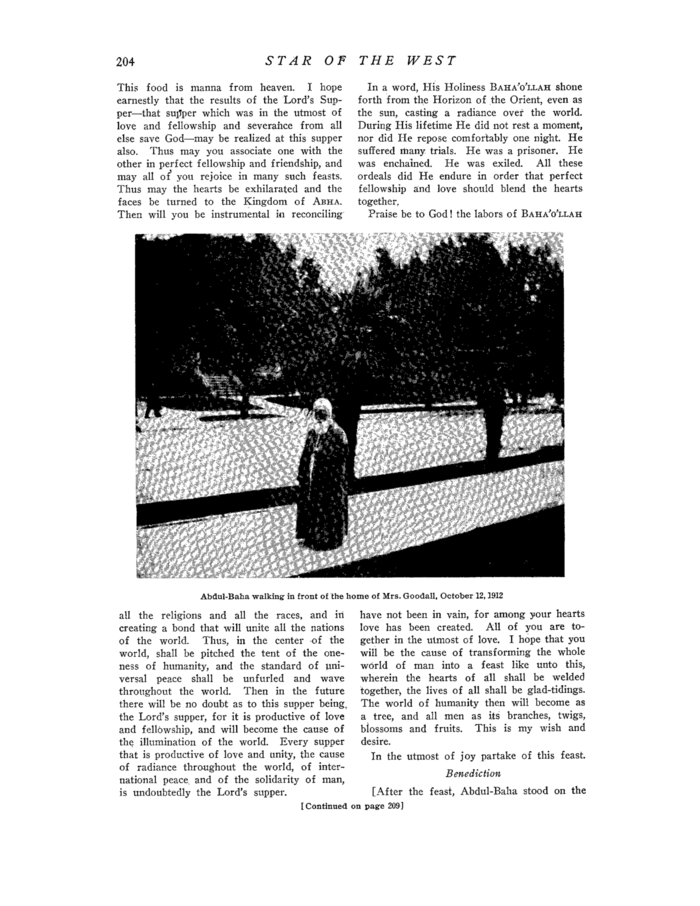 204
STAR OF THE WEST
This food is manna from heaven. I hope
earnestly that the results of the Lord's Sup-
per—that supper which was in the utmost of
love and fellowship and severance from all
else save God—may be realized at this supper
also. Thus may you associate one with the
other in perfect fellowship and friendship, and
may all of you rejoice in many such feasts.
Thus may the hearts be exhilarated and the
faces be turned to the Kingdom of ABHA.
Then will you be instrumental in reconciling
In a word, His Holiness BAHA'O'LLAH shone
forth from the Horizon of the Orient, even as
the sun, casting a radiance over the world.
During His lifetime He did not rest a moment,
nor did He repose comfortably one night. He
suffered many trials. He was a prisoner. He
was enchained. He was exiled. All these
ordeals did He endure in order that perfect
fellowship and love should blend the hearts
together.
Praise be to God! the labors of BAHA'O'LLAH
Abdul-Baha walking in front of the home of Mrs. Goodall, October 12, 1912
all the religions and all the races, and in
creating a bond that will unite all the nations
of the world. Thus, in the center of the
world, shall be pitched the tent of the one-
ness of humanity, and the standard of uni-
versal peace shall be unfurled and wave
throughout the world. Then in the future
there will be no doubt as to this supper being
the Lord's supper, for it is productive of love
and fellowship, and will become the cause of
the illumination of the world. Every supper
that is productive of love and unity, the cause
of radiance throughout the world, of inter-
national peace and of the solidarity of man,
is undoubtedly the Lord's supper.
have not been in vain, for among your hearts
love has been created. All of you are to-
gether in the utmost of love. I hope that you
will be the cause of transforming the whole
world of man into a feast like unto this,
wherein the hearts of all shall be welded
together, the lives of all shall be glad-tidings.
The world of humanity then will become as
a tree, and all men as its branches, twigs,
blossoms and fruits. This is my wish and
desire.
In the utmost of joy partake of this feast.
Benediction
[After the feast, Abdul-Baha stood on the
[Continued on page 209]